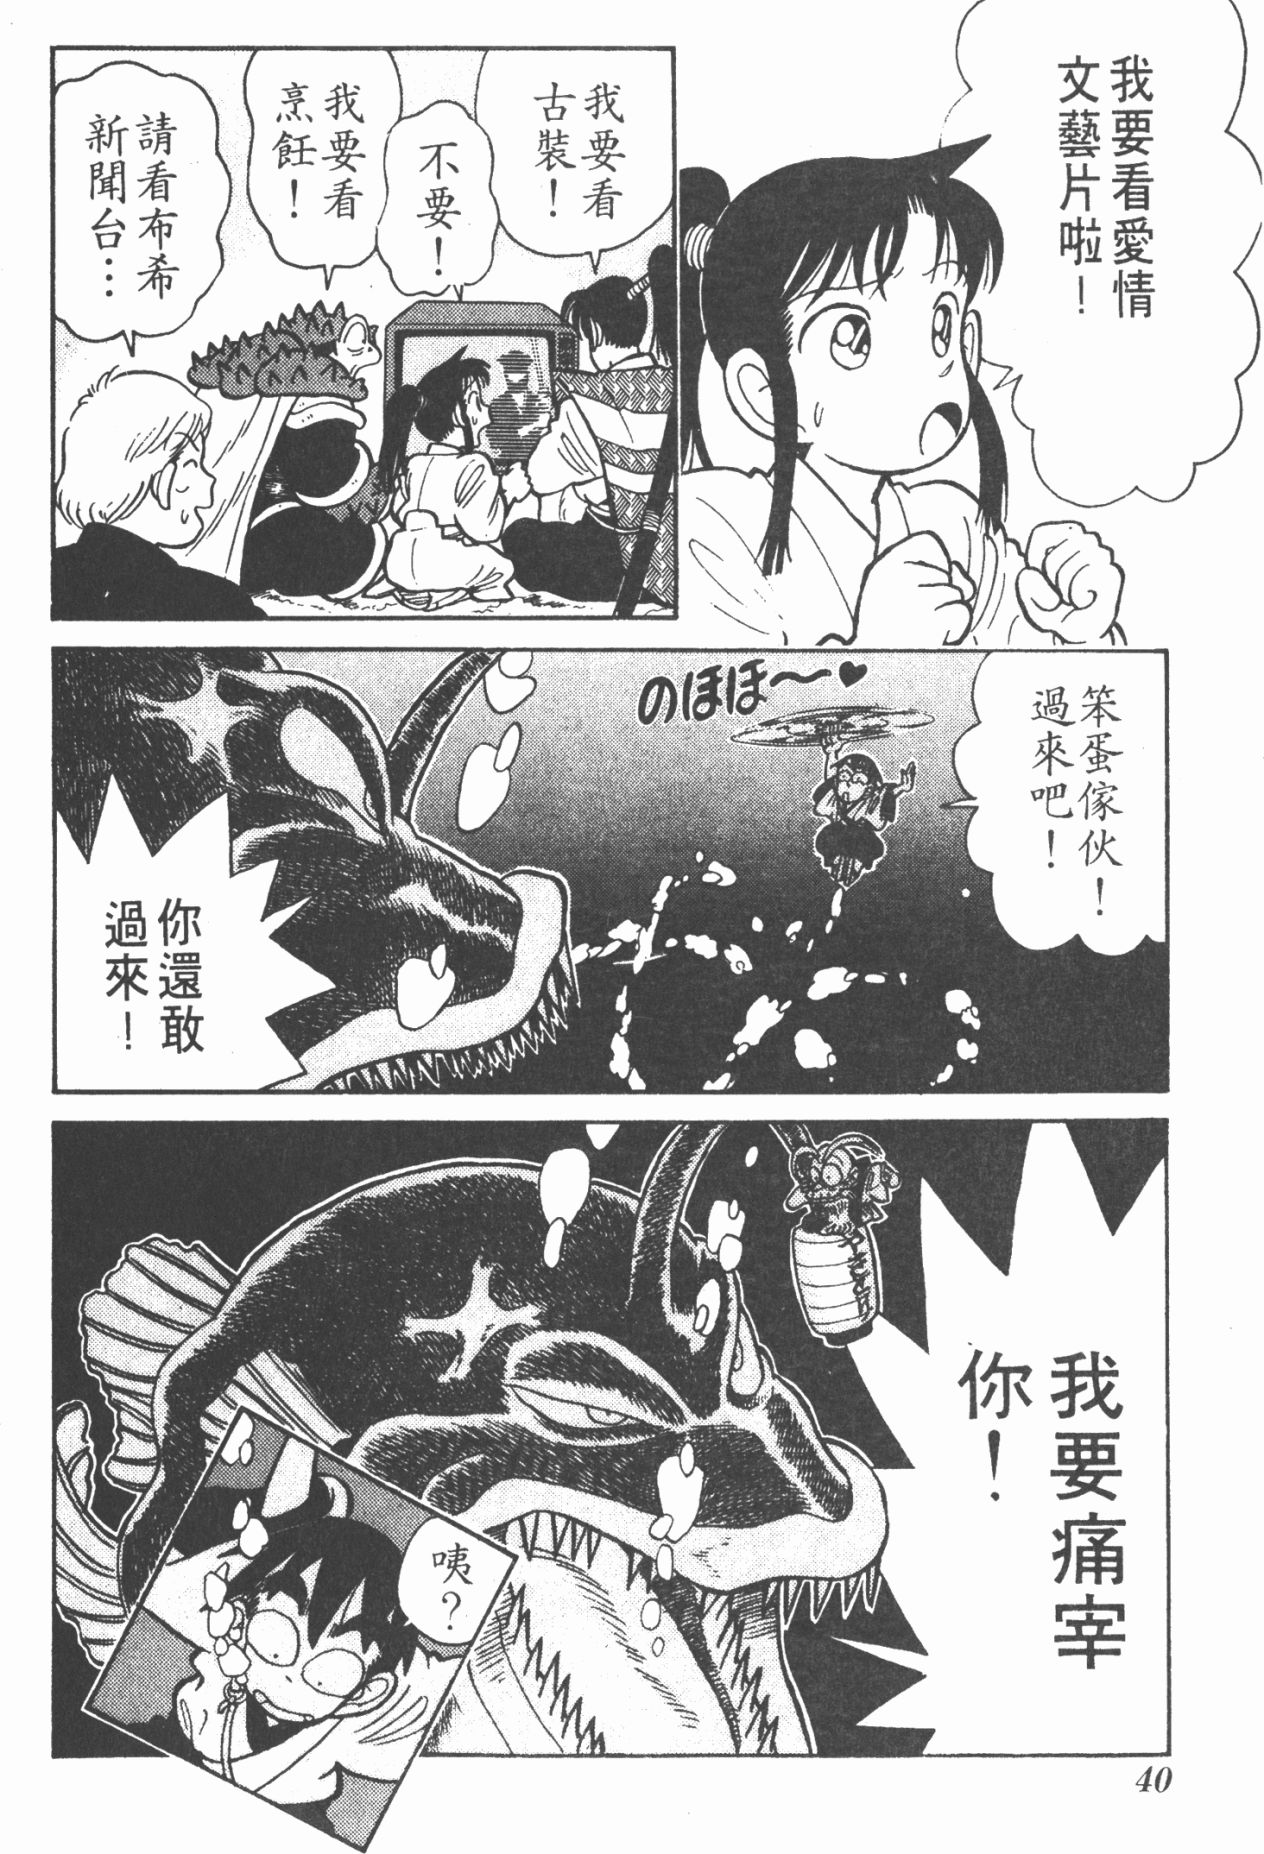 我要看愛情
文藝片啦！
我要看
古裝！
不要！
我要看
烹飪！
請看布希
新聞台…
笨蛋傢伙！
過來吧！
のほほ～♥
你還敢
過來！
我要痛宰
你！
咦？
40